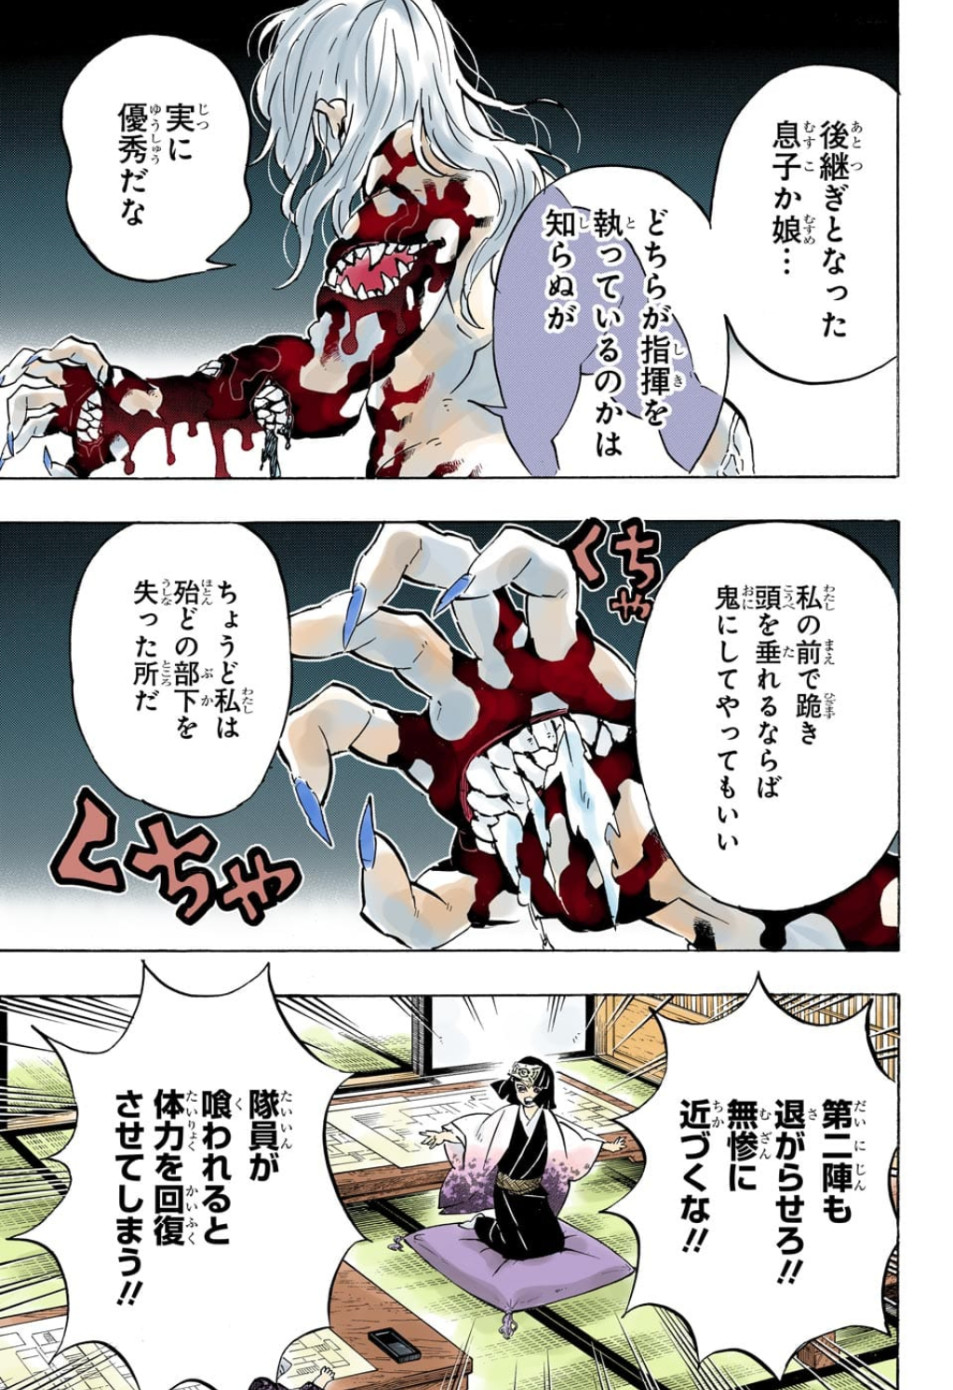 後継ぎとなった
息子か娘…
どちらが指揮を
執っているのかは
知らぬが
実に
優秀だな
私の前で跪き
頭を垂れるならば
鬼にしてやってもいい
くちゃ
ちょうど私は
殆どの部下を
失った所だ
くちゃ
第二陣も
退がらせろ!!
無惨に
近づくな!!
隊員が
喰われると
体力を回復
させてしまう!!